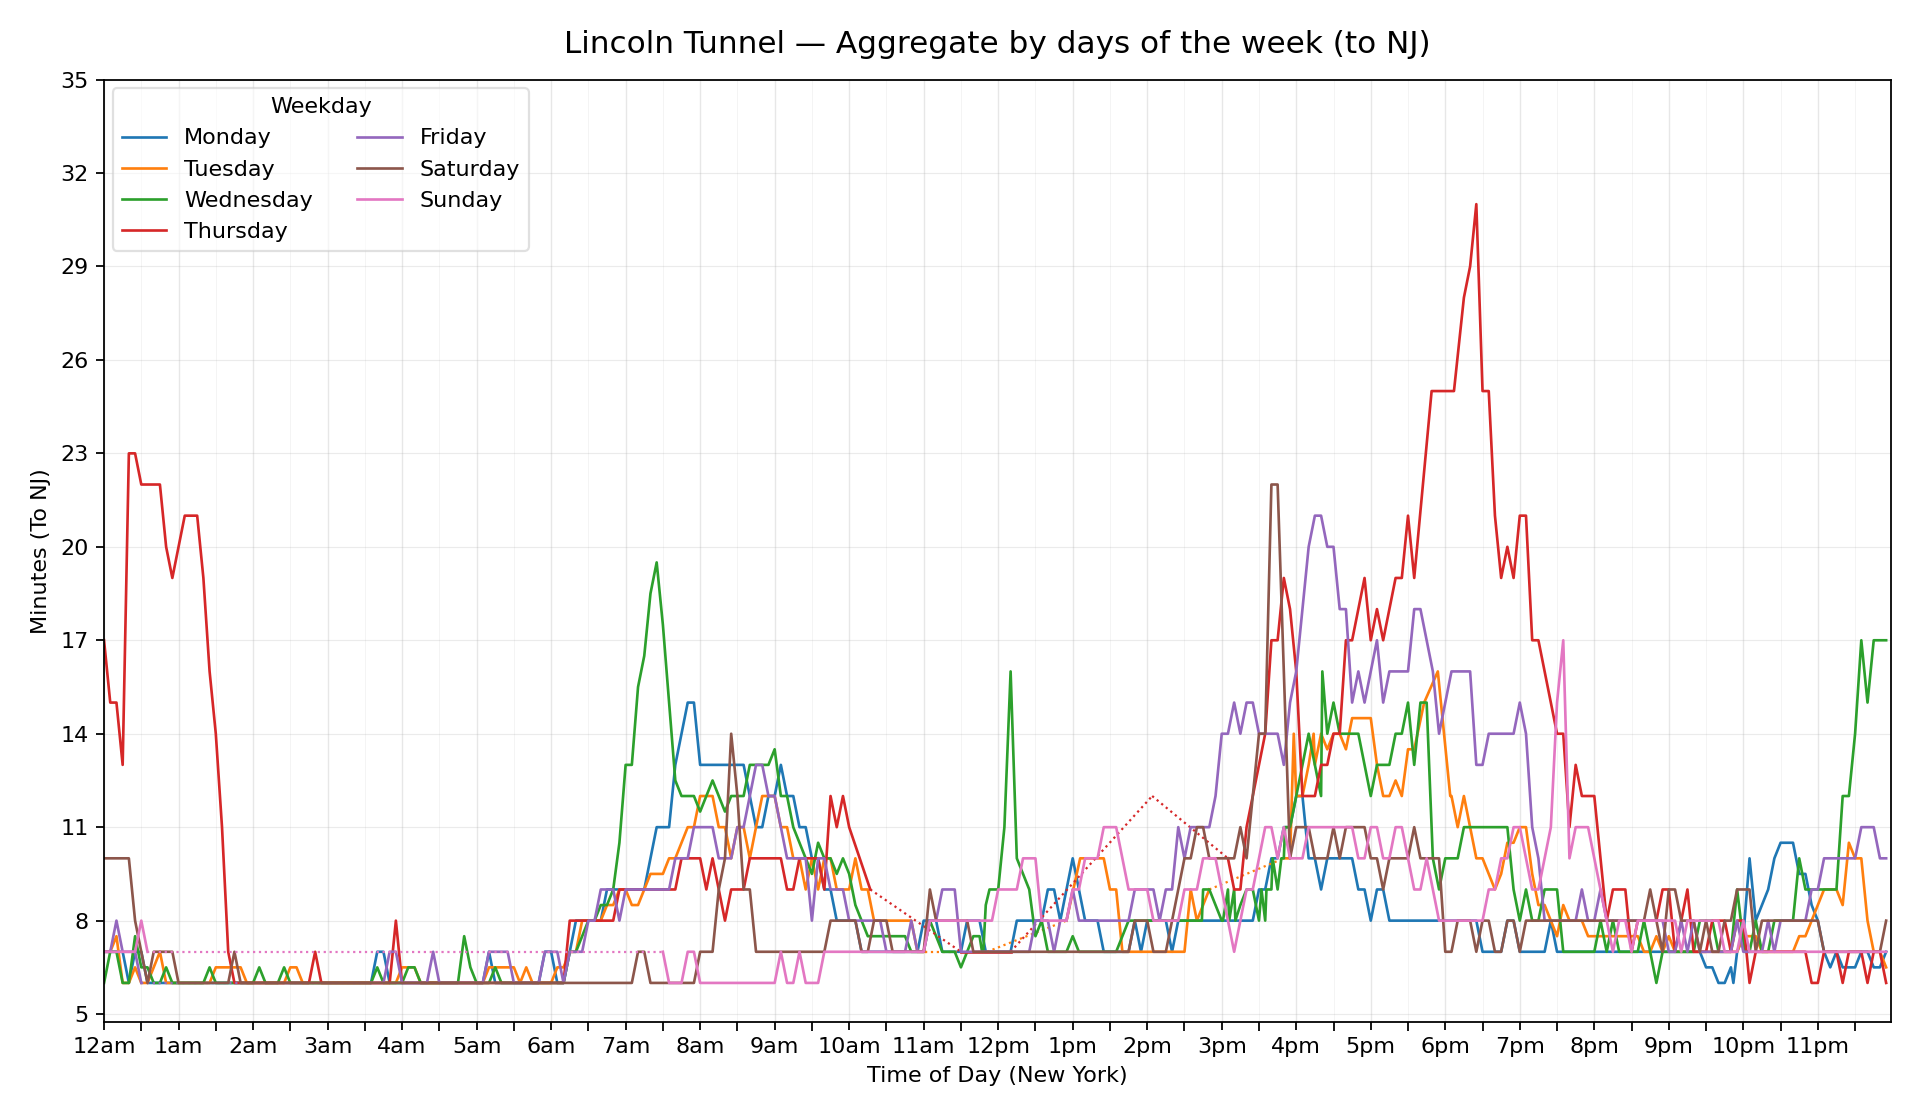 Lincoln Tunnel — Aggregate by days of the week (to NJ)
Weekday
Monday
Tuesday
Wednesday
Thursday
Friday
Saturday
Sunday
Minutes (To NJ)
35
32
29
26
23
20
17
14
11
8
5
12am 1am 2am 3am 4am 5am 6am 7am 8am 9am 10am 11am 12pm 1pm 2pm 3pm 4pm 5pm 6pm 7pm 8pm 9pm 10pm 11pm
Time of Day (New York)